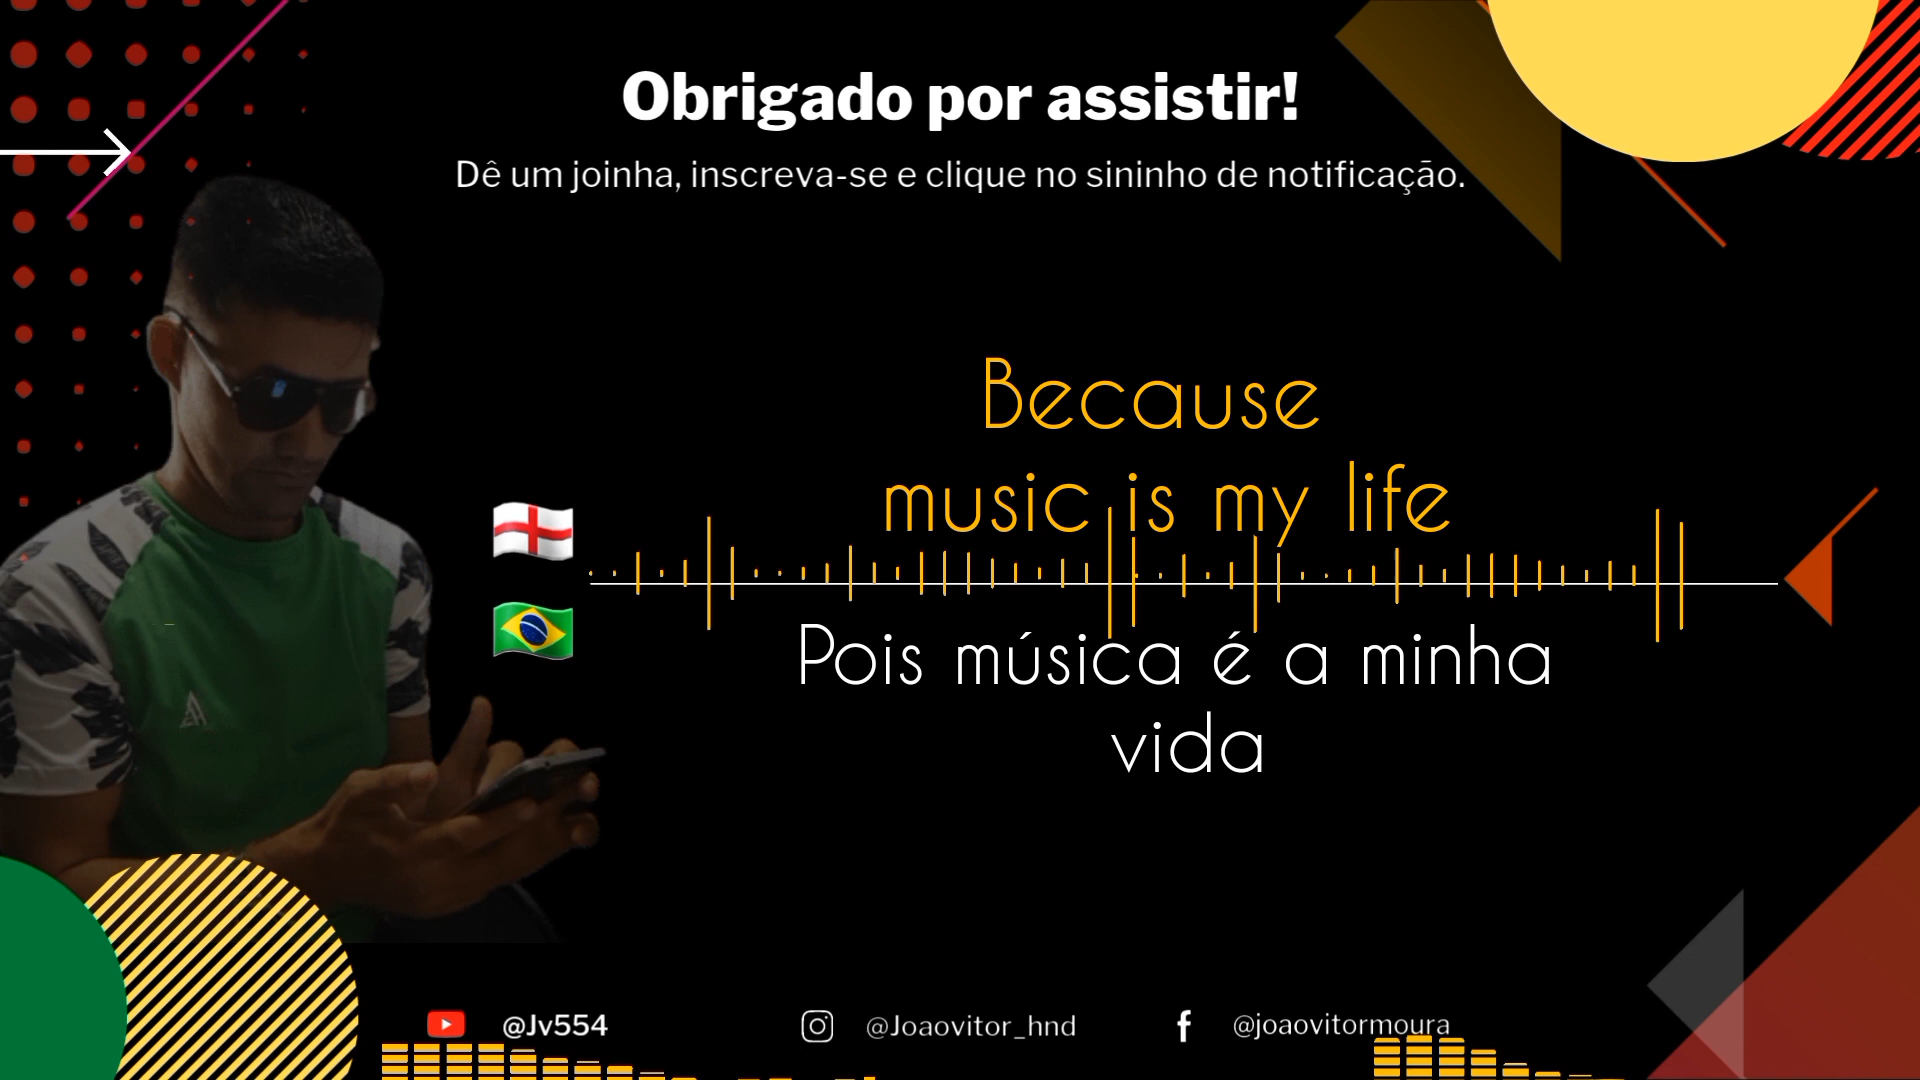 Obrigado por assistir!
Dê um joinha, inscreva-se e clique no sininho de notificação.
Because
music is my life
Pois música é a minha
vida
@Jv554
@Joaovitor_hnd
@joaovitormoura